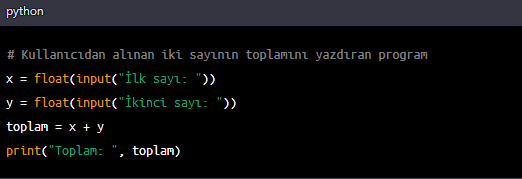 python
# Kullanıcıdan alınan iki sayının toplamını yazdıran program
x = float(input("İlk sayı: "))
y = float(input("İkinci sayı: "))
toplam = x + y
print("Toplam: ", toplam)